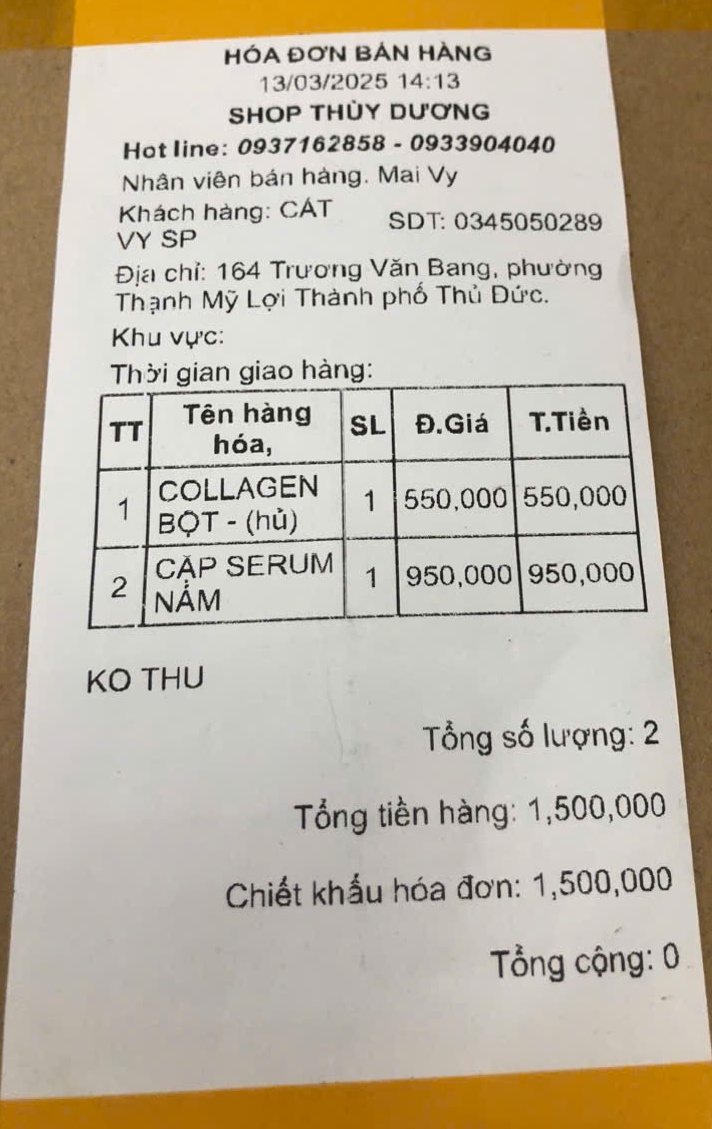 HÓA ĐƠN BÁN HÀNG
13/03/2025 14:13
SHOP THÙY DƯƠNG
Hot line: 0937162858 - 0933904040
Nhân viên bán hàng. Mai Vy
Khách hàng: CÁT VY SP
SDT: 0345050289
Địa chỉ: 164 Trương Văn Bang, phường
Thạnh Mỹ Lợi Thành phố Thủ Đức.
Khu vực:
Thời gian giao hàng:
TT Tên hàng hóa, SL Đ.Giá T.Tiền
1 COLLAGEN BỘT - (hủ) 1 550,000 550,000
2 CẶP SERUM NÁM 1 950,000 950,000
KO THU
Tổng số lượng: 2
Tổng tiền hàng: 1,500,000
Chiết khấu hóa đơn: 1,500,000
Tổng cộng: 0